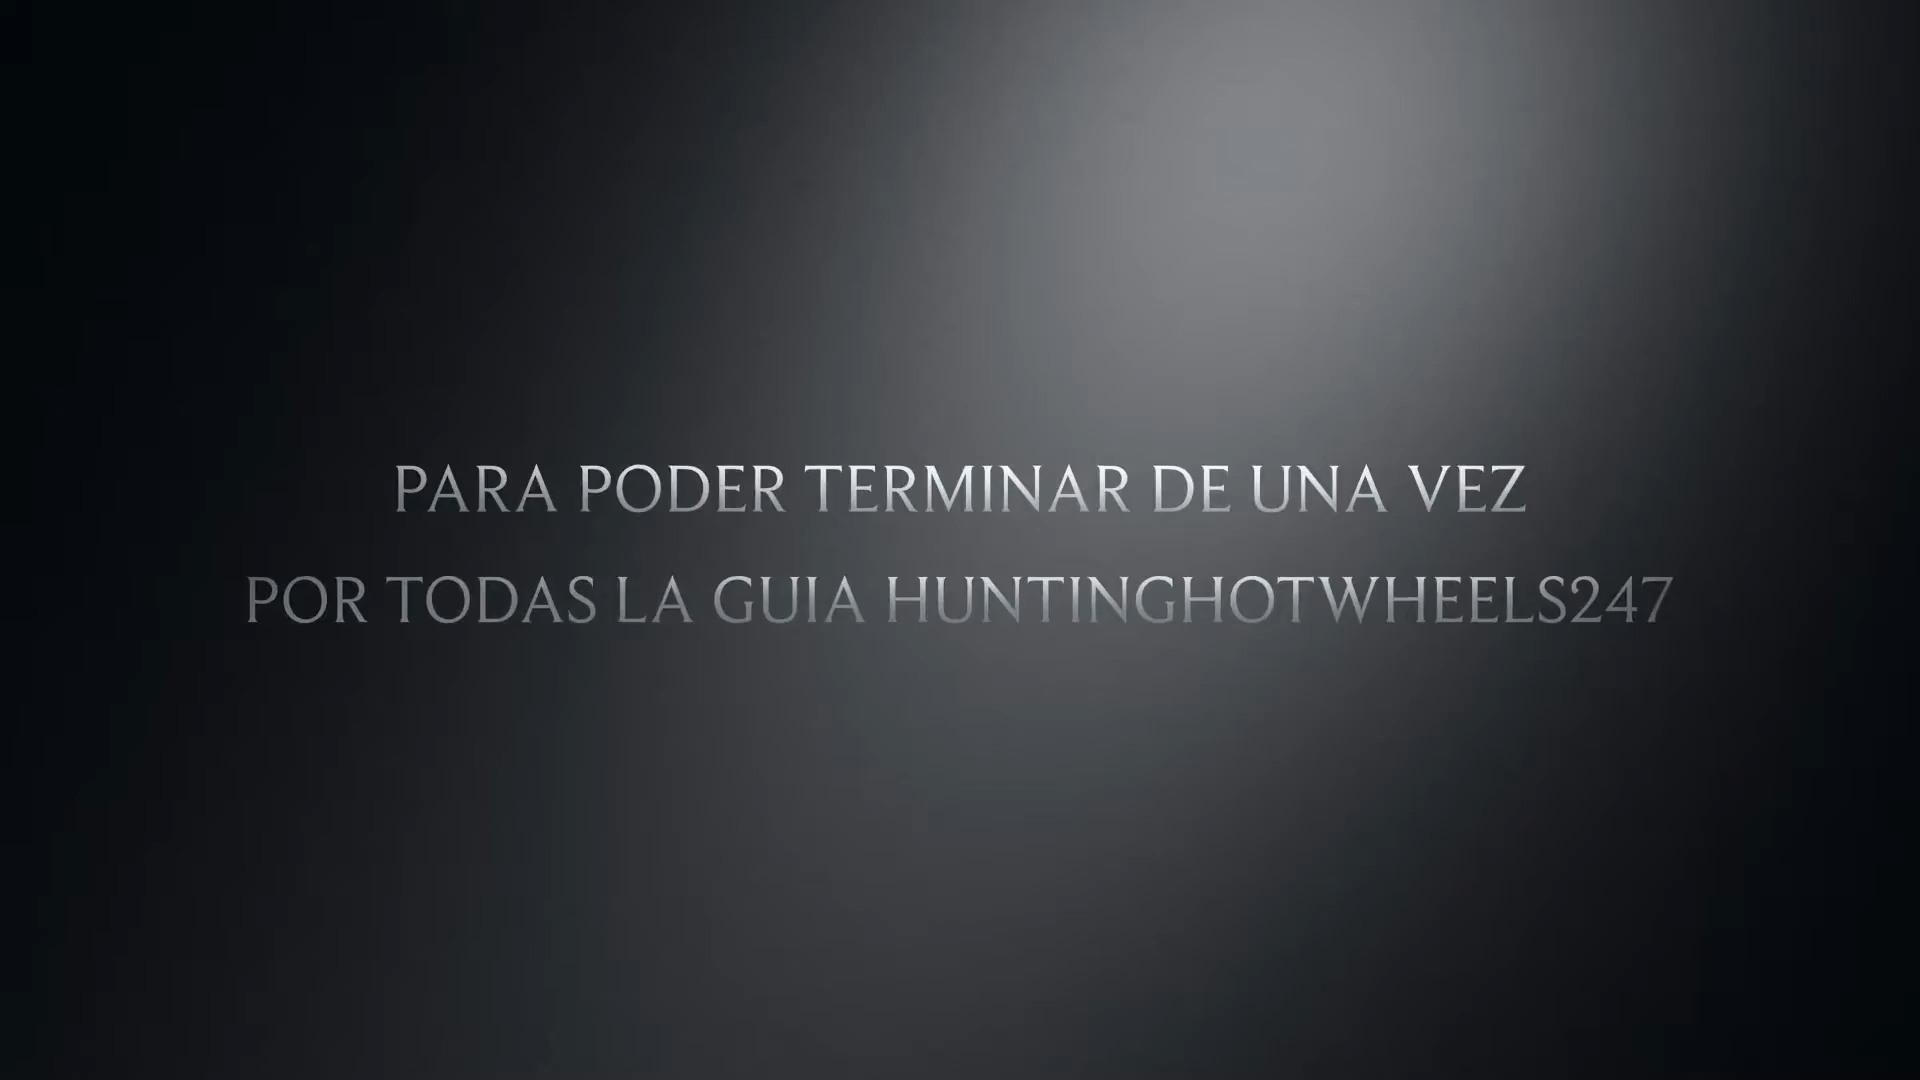 PARA PODER TERMINAR DE UNA VEZ
POR TODAS LA GUIA HUNTINGHOTWHEELS247